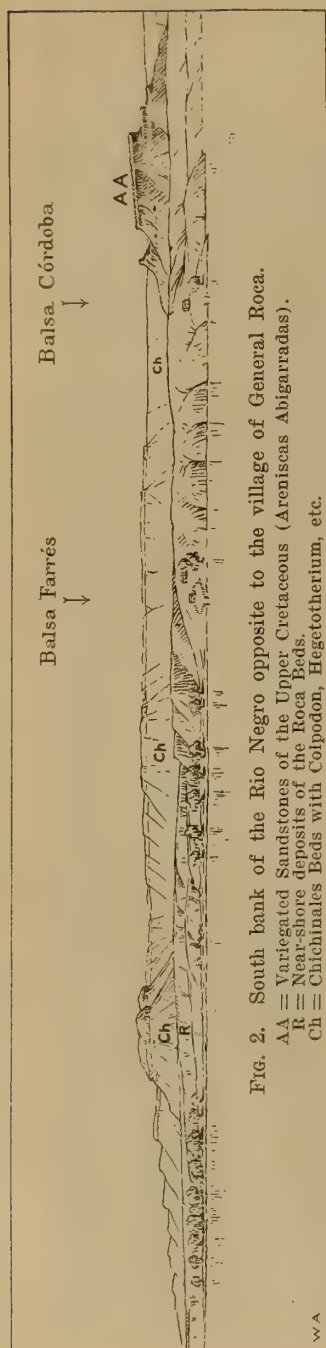 Balsa Farrés
Balsa Córdoba
Ch
R
Ch
Ch
AA
WA
FIG. 2. South bank of the Rio Negro opposite to the village of General Roca.
AA = Variegated Sandstones of the Upper Cretaceous (Areniscas Abigarradas).
R = Near-shore deposits of the Roca Beds.
Ch = Chichinales Beds with Colpodon, Hegetotherium, etc.